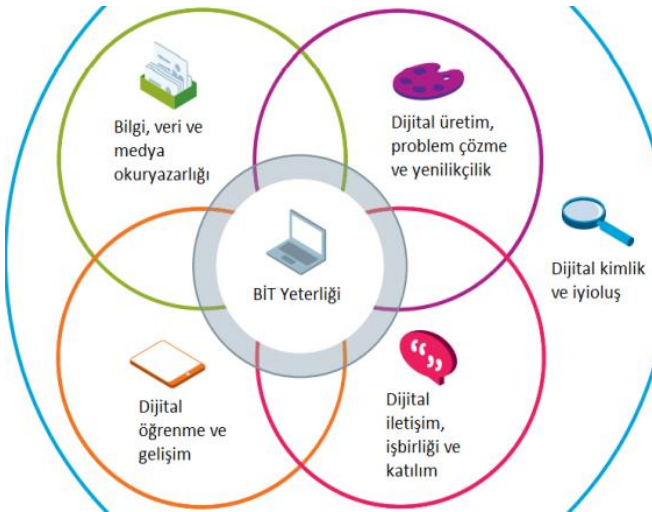 Bilgi, veri ve
medya
okuryazarlığı
Dijital üretim,
problem çözme
ve yenilikçilik
BİT Yeterliği
Dijital kimlik
ve iyioluş
Dijital
öğrenme ve
gelişim
Dijital
iletişim,
işbirliği ve
katılım